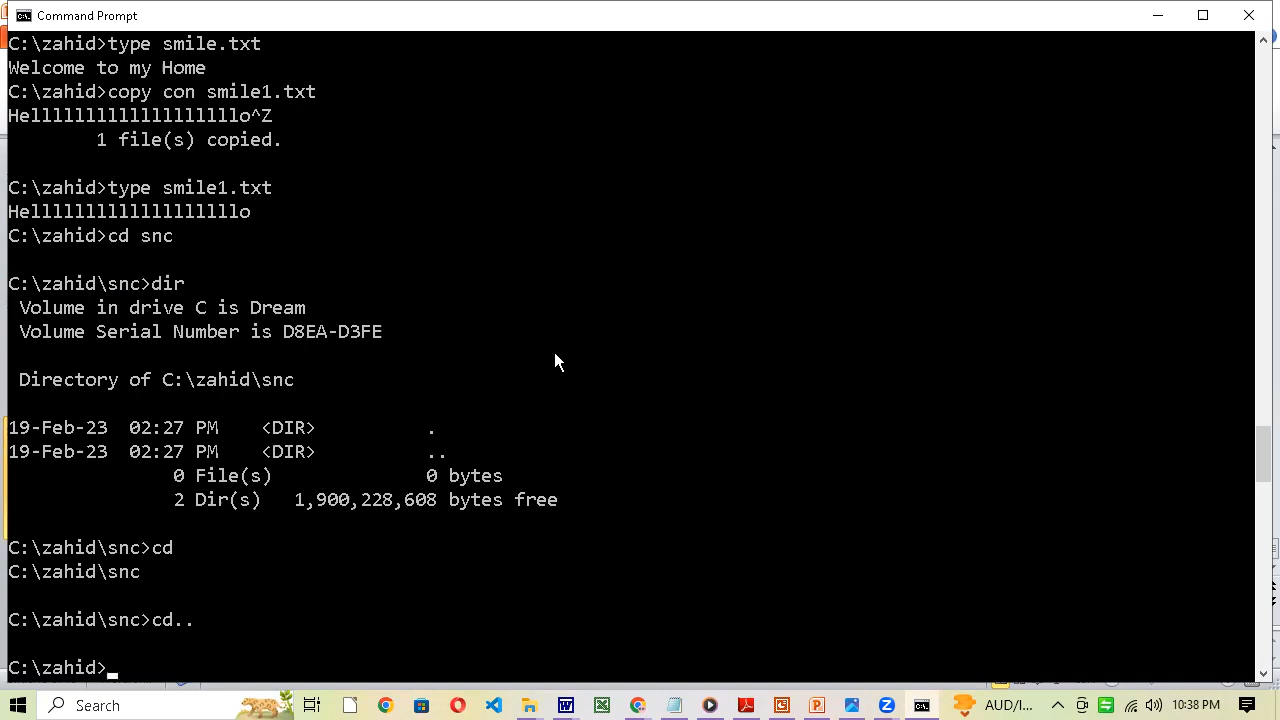 Command Prompt
C:\zahid>type smile.txt
Welcome to my Home
C:\zahid>copy con smile1.txt
Helllllllllllllllllllo^Z
        1 file(s) copied.
C:\zahid>type smile1.txt
Helllllllllllllllllllo
C:\zahid>cd snc
C:\zahid\snc>dir
 Volume in drive C is Dream
 Volume Serial Number is D8EA-D3FE
 Directory of C:\zahid\snc
19-Feb-23  02:27 PM    <DIR>          .
19-Feb-23  02:27 PM    <DIR>          ..
               0 File(s)              0 bytes
               2 Dir(s)   1,900,228,608 bytes free
C:\zahid\snc>cd
C:\zahid\snc
C:\zahid\snc>cd..
C:\zahid>
Search
AUD/I...
10:38 PM